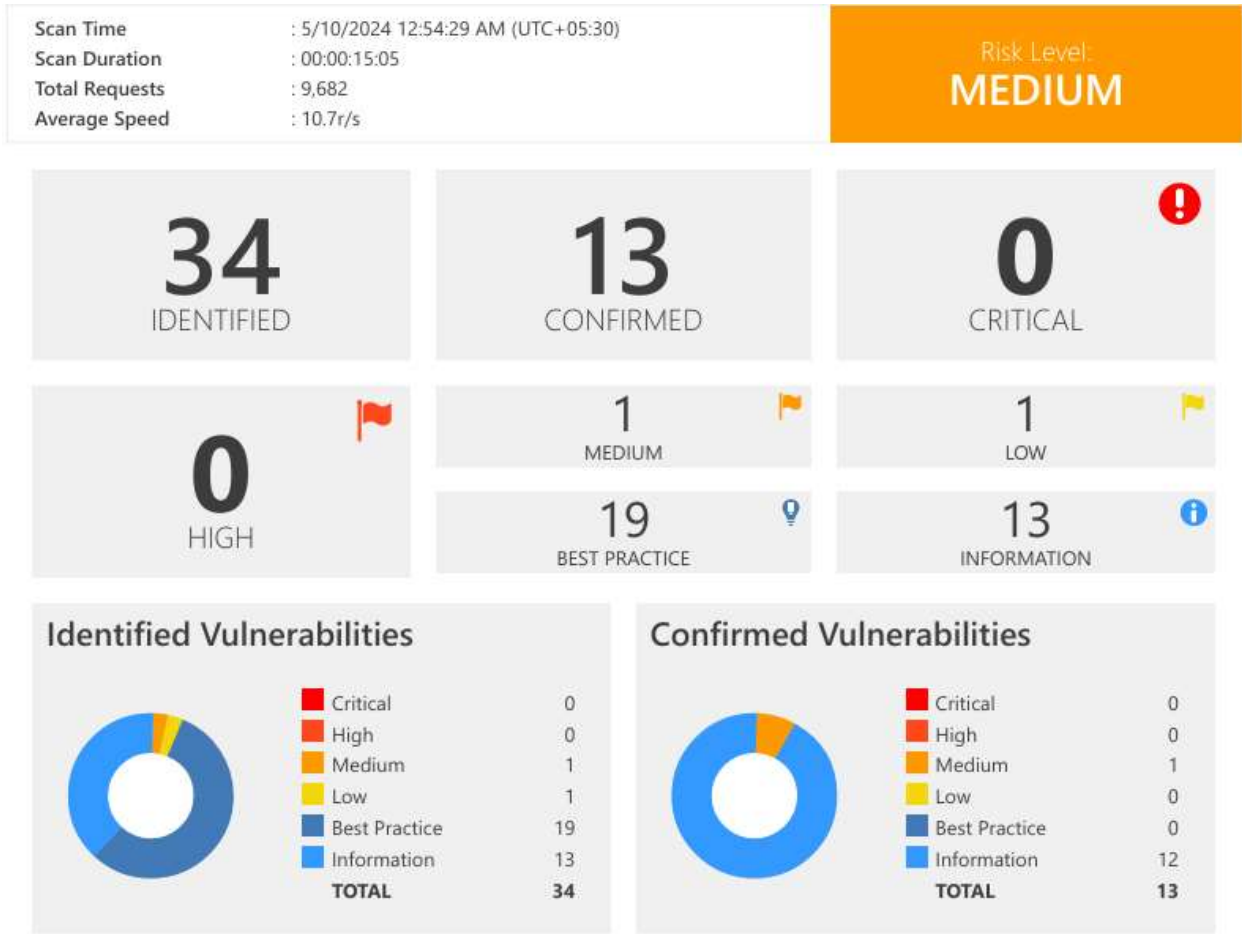 Scan Time : 5/10/2024 12:54:29 AM (UTC+05:30)
Scan Duration : 00:00:15:05
Total Requests : 9,682
Average Speed : 10.7r/s
Risk Level:
MEDIUM
34
IDENTIFIED
13
CONFIRMED
0
CRITICAL
0
HIGH
1
MEDIUM
1
LOW
19
BEST PRACTICE
13
INFORMATION
Identified Vulnerabilities
Critical 0
High 0
Medium 1
Low 1
Best Practice 19
Information 13
TOTAL 34
Confirmed Vulnerabilities
Critical 0
High 0
Medium 1
Low 0
Best Practice 0
Information 12
TOTAL 13